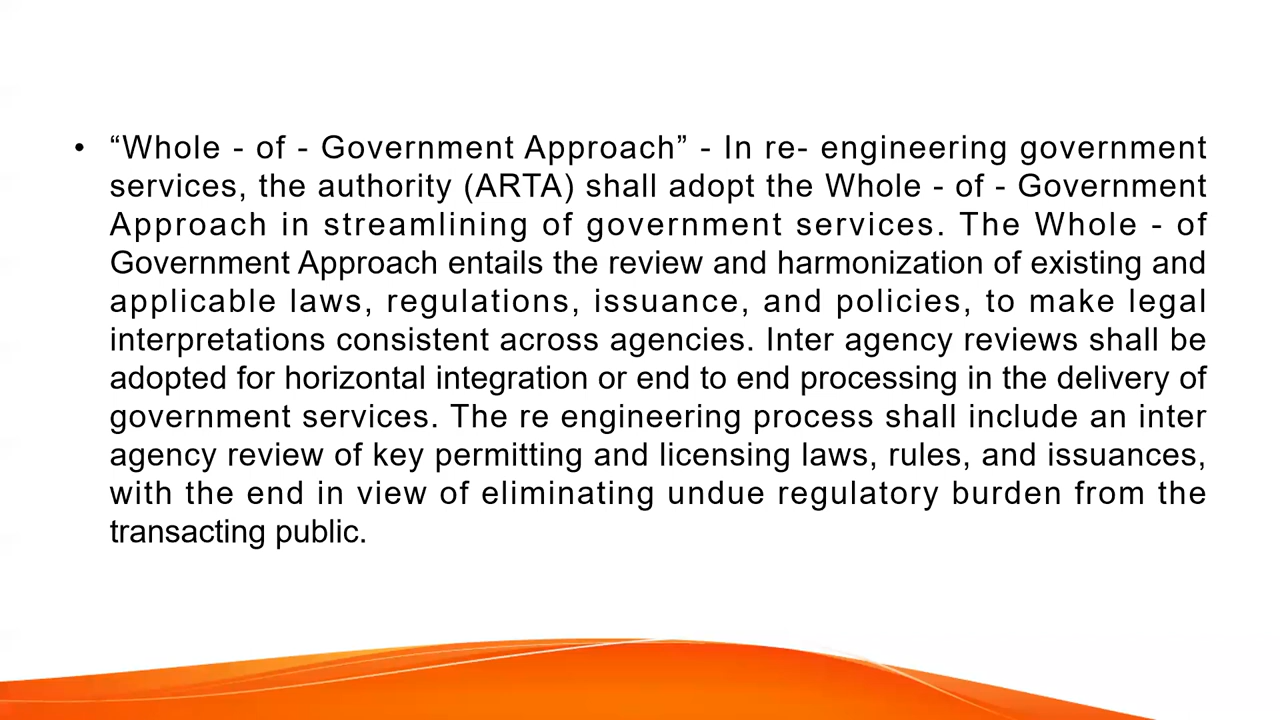 • “Whole - of - Government Approach” - In re- engineering government
services, the authority (ARTA) shall adopt the Whole - of - Government
Approach in streamlining of government services. The Whole - of
Government Approach entails the review and harmonization of existing and
applicable laws, regulations, issuance, and policies, to make legal
interpretations consistent across agencies. Inter agency reviews shall be
adopted for horizontal integration or end to end processing in the delivery of
government services. The re engineering process shall include an inter
agency review of key permitting and licensing laws, rules, and issuances,
with the end in view of eliminating undue regulatory burden from the
transacting public.